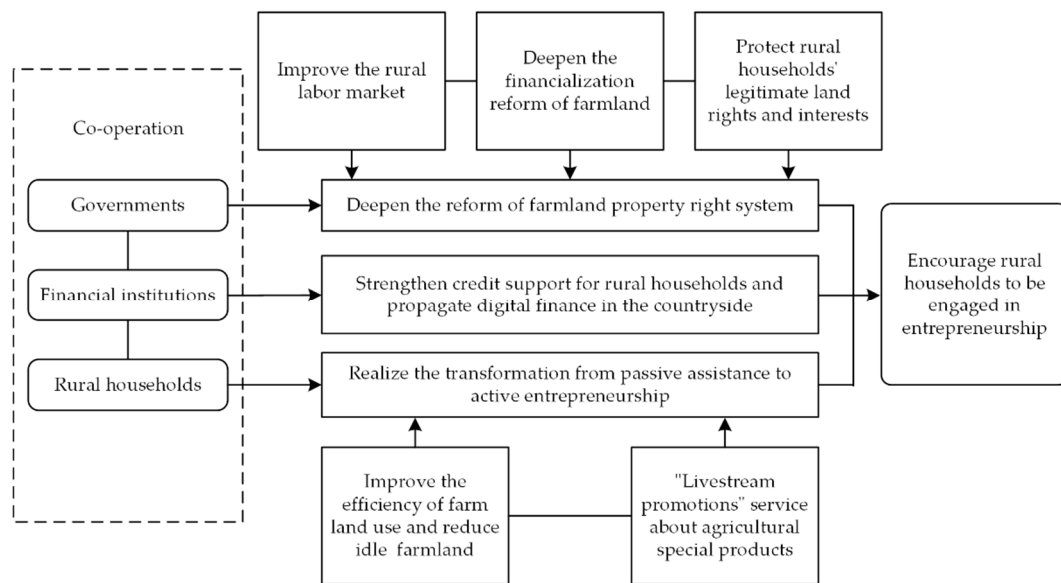 Improve the rural
labor market
Deepen the
financialization
reform of farmland
Protect rural
households'
legitimate land
rights and interests
Co-operation
Governments
Deepen the reform of farmland property right system
Financial institutions
Strengthen credit support for rural households and
propagate digital finance in the countryside
Encourage rural
households to be
engaged in
entrepreneurship
Rural households
Realize the transformation from passive assistance to
active entrepreneurship
Improve the
efficiency of farm
land use and reduce
idle farmland
"Livestream
promotions" service
about agricultural
special products